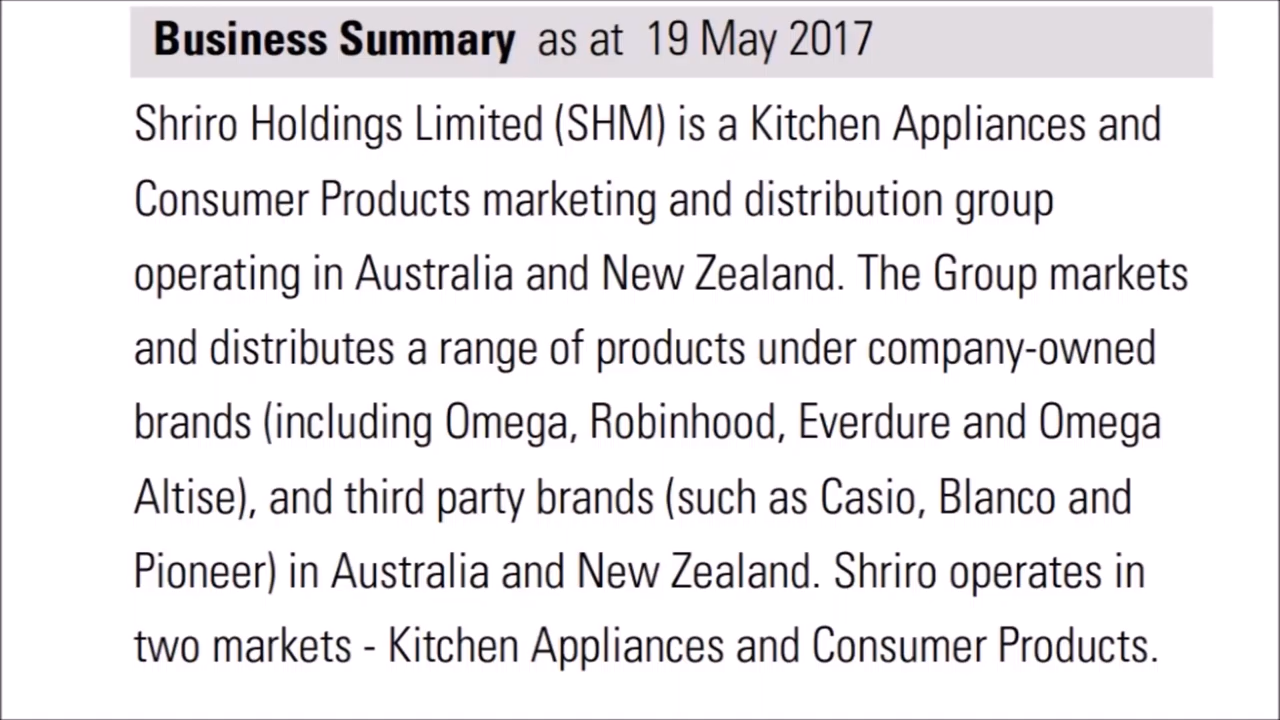 Business Summary as at 19 May 2017
Shriro Holdings Limited (SHM) is a Kitchen Appliances and
Consumer Products marketing and distribution group
operating in Australia and New Zealand. The Group markets
and distributes a range of products under company-owned
brands (including Omega, Robinhood, Everdure and Omega
Altise), and third party brands (such as Casio, Blanco and
Pioneer) in Australia and New Zealand. Shriro operates in
two markets - Kitchen Appliances and Consumer Products.